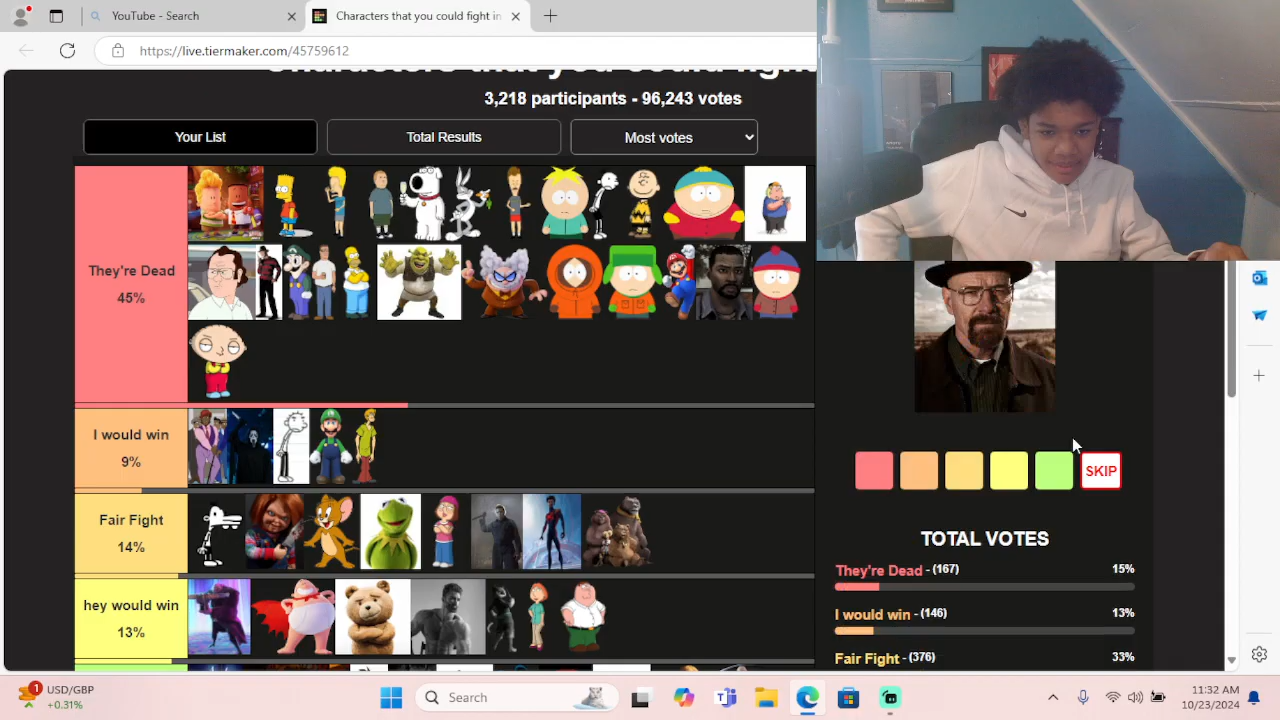 YouTube - Search
Characters that you could fight in
https://live.tiermaker.com/45759612
3,218 participants - 96,243 votes
Your List
Total Results
Most votes
They're Dead
45%
I would win
9%
Fair Fight
14%
hey would win
13%
SKIP
TOTAL VOTES
They're Dead - (167) 15%
I would win - (146) 13%
Fair Fight - (376) 33%
1
USD/GBP
+0.31%
Search
11:32 AM
10/23/2024